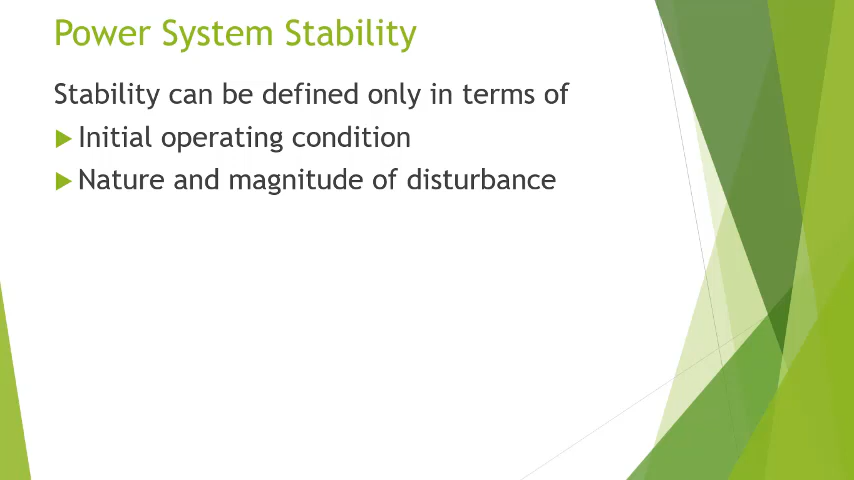 Power System Stability
Stability can be defined only in terms of
Initial operating condition
Nature and magnitude of disturbance